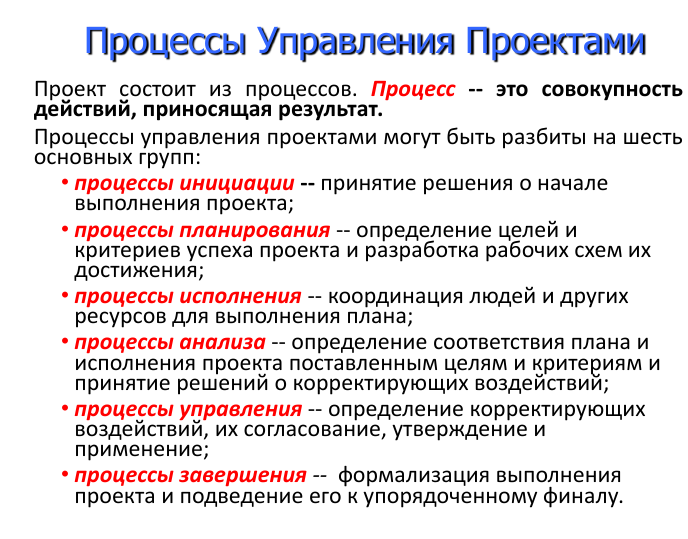 Процессы Управления Проектами
Проект состоит из процессов. Процесс -- это совокупность
действий, приносящая результат.
Процессы управления проектами могут быть разбиты на шесть
основных групп:
• процессы инициации -- принятие решения о начале
выполнения проекта;
• процессы планирования -- определение целей и
критериев успеха проекта и разработка рабочих схем их
достижения;
• процессы исполнения -- координация людей и других
ресурсов для выполнения плана;
• процессы анализа -- определение соответствия плана и
исполнения проекта поставленным целям и критериям и
принятие решений о корректирующих воздействий;
• процессы управления -- определение корректирующих
воздействий, их согласование, утверждение и
применение;
• процессы завершения -- формализация выполнения
проекта и подведение его к упорядоченному финалу.